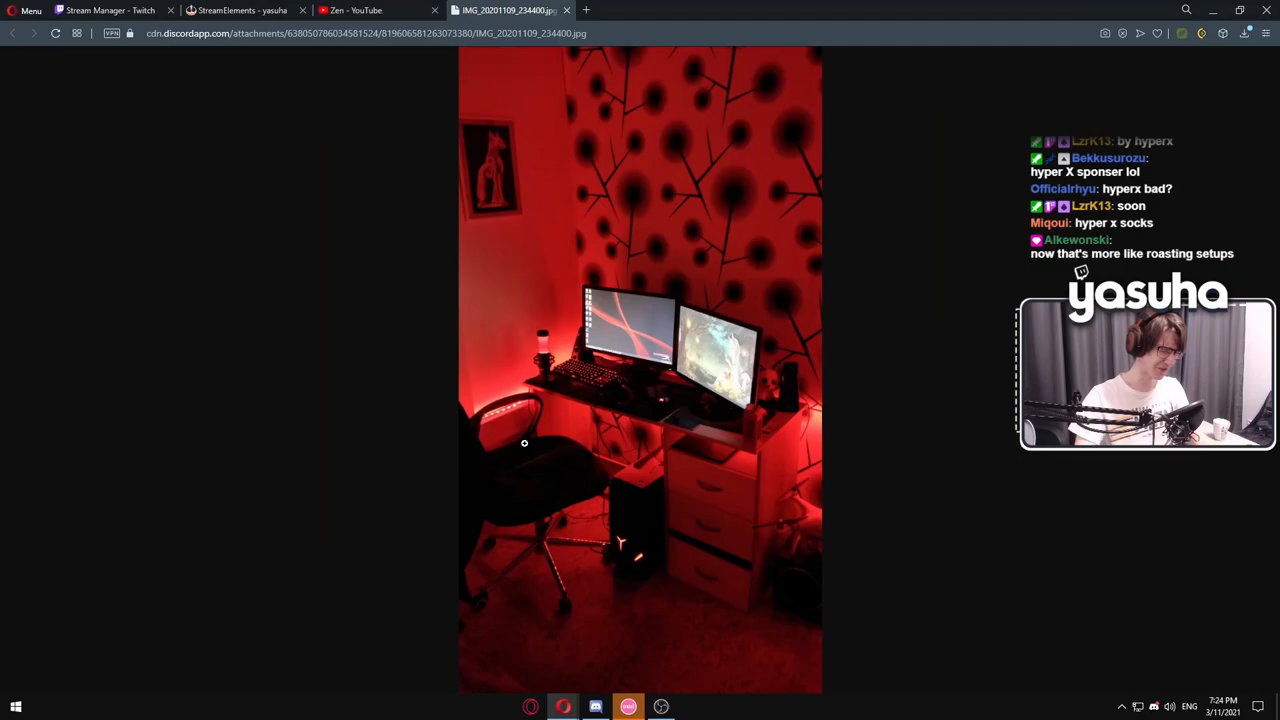 Menu
Stream Manager - Twitch
StreamElements - yasuha
Zen - YouTube
IMG_20201109_234400.jpg
VPN
cdn.discordapp.com/attachments/638050786034581524/819606581263073380/IMG_20201109_234400.jpg
LzrK13: by hyperx
Bekkusurozu:
hyper X sponser lol
Officialrhyu: hyperx bad?
LzrK13: soon
Miqoui: hyper x socks
Alkewonski:
now that's more like roasting setups
yasuha
osu!
ENG
7:24 PM
3/11/2021